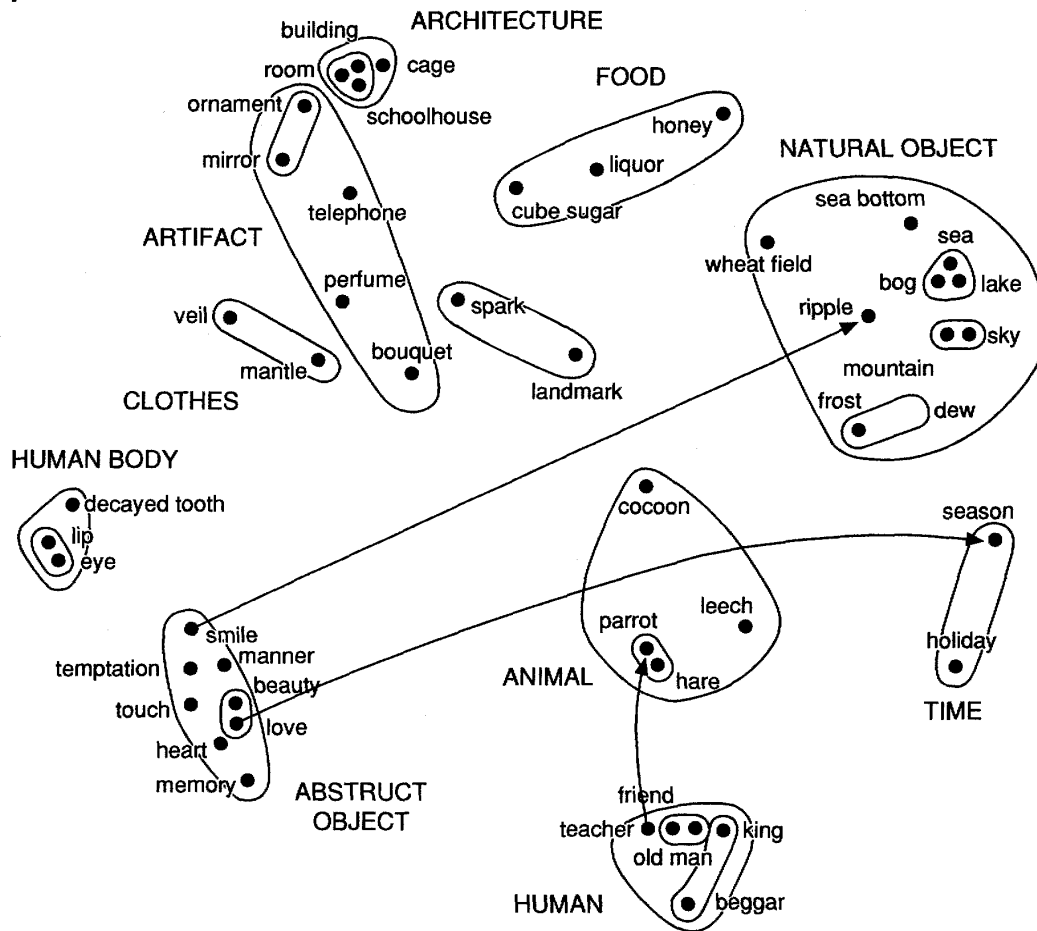 ARCHITECTURE
building
room
cage
ornament
schoolhouse
mirror
FOOD
honey
liquor
cube sugar
NATURAL OBJECT
sea bottom
sea
wheat field
bog
lake
ripple
sky
mountain
frost
dew
telephone
ARTIFACT
perfume
veil
spark
bouquet
mantle
landmark
CLOTHES
HUMAN BODY
decayed tooth
lip
eye
cocoon
season
leech
parrot
holiday
ANIMAL
hare
TIME
smile
temptation
manner
beauty
touch
love
heart
memory
ABSTRUCT
OBJECT
friend
teacher
king
old man
beggar
HUMAN